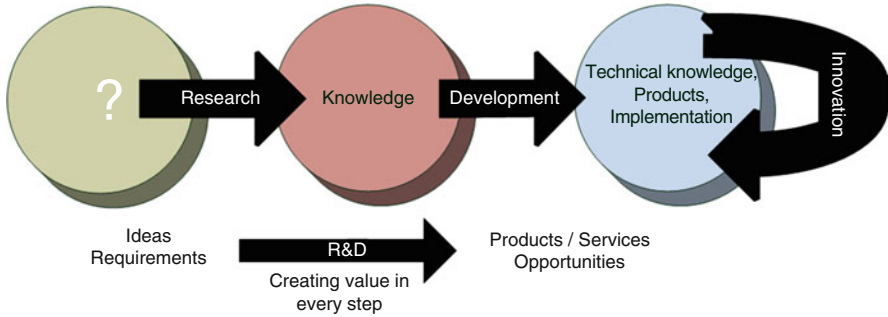 ?
Research
Knowledge
Development
Technical knowledge,
Products,
Implementation
Innovation
Ideas
Requirements
R&D
Creating value in
every step
Products / Services
Opportunities